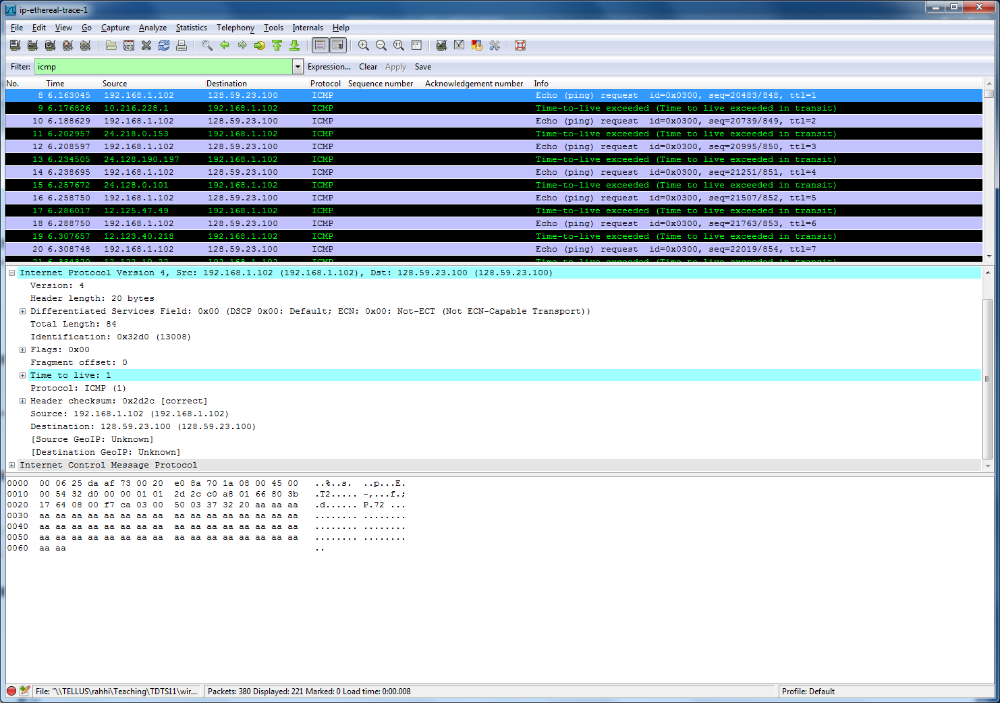 ip-ethereal-trace-1
File Edit View Go Capture Analyze Statistics Telephony Tools Internals Help
Filter: icmp Expression... Clear Apply Save
No. Time Source Destination Protocol Sequence number Acknowledgement number Info
8 6.163045 192.168.1.102 128.59.23.100 ICMP Echo (ping) request id=0x0300, seq=20483/848, ttl=1
9 6.176826 10.216.228.1 192.168.1.102 ICMP Time-to-live exceeded (Time to live exceeded in transit)
10 6.188629 192.168.1.102 128.59.23.100 ICMP Echo (ping) request id=0x0300, seq=20739/849, ttl=2
11 6.202957 24.218.0.153 192.168.1.102 ICMP Time-to-live exceeded (Time to live exceeded in transit)
12 6.208597 192.168.1.102 128.59.23.100 ICMP Echo (ping) request id=0x0300, seq=20995/850, ttl=3
13 6.234505 24.128.190.197 192.168.1.102 ICMP Time-to-live exceeded (Time to live exceeded in transit)
14 6.238695 192.168.1.102 128.59.23.100 ICMP Echo (ping) request id=0x0300, seq=21251/851, ttl=4
15 6.257672 24.128.0.101 192.168.1.102 ICMP Time-to-live exceeded (Time to live exceeded in transit)
16 6.258750 192.168.1.102 128.59.23.100 ICMP Echo (ping) request id=0x0300, seq=21507/852, ttl=5
17 6.286017 12.125.47.49 192.168.1.102 ICMP Time-to-live exceeded (Time to live exceeded in transit)
18 6.288750 192.168.1.102 128.59.23.100 ICMP Echo (ping) request id=0x0300, seq=21763/853, ttl=6
19 6.307657 12.123.40.218 192.168.1.102 ICMP Time-to-live exceeded (Time to live exceeded in transit)
20 6.308748 192.168.1.102 128.59.23.100 ICMP Echo (ping) request id=0x0300, seq=22019/854, ttl=7
Internet Protocol Version 4, Src: 192.168.1.102 (192.168.1.102), Dst: 128.59.23.100 (128.59.23.100)
Version: 4
Header length: 20 bytes
Differentiated Services Field: 0x00 (DSCP 0x00: Default; ECN: 0x00: Not-ECT (Not ECN-Capable Transport))
Total Length: 84
Identification: 0x32d0 (13008)
Flags: 0x00
Fragment offset: 0
Time to live: 1
Protocol: ICMP (1)
Header checksum: 0x2d2c [correct]
Source: 192.168.1.102 (192.168.1.102)
Destination: 128.59.23.100 (128.59.23.100)
[Source GeoIP: Unknown]
[Destination GeoIP: Unknown]
Internet Control Message Protocol
0000 00 06 25 da af 73 00 20 e0 8a 70 1a 08 00 45 00 ..%..s. ..p...E.
0010 00 54 32 d0 00 00 01 01 2d 2c c0 a8 01 66 80 3b .T2..... -,...f.;
0020 17 64 08 00 f7 ca 03 00 50 03 37 32 20 aa aa aa .d...... P.72 ...
0030 aa aa aa aa aa aa aa aa aa aa aa aa aa aa aa aa ........ ........
0040 aa aa aa aa aa aa aa aa aa aa aa aa aa aa aa aa ........ ........
0050 aa aa aa aa aa aa aa aa aa aa aa aa aa aa aa aa ........ ........
0060 aa aa ..
File: "\\TELLUS\rahhi\Teaching\TDTS11\wir... Packets: 380 Displayed: 221 Marked: 0 Load time: 0:00.008 Profile: Default